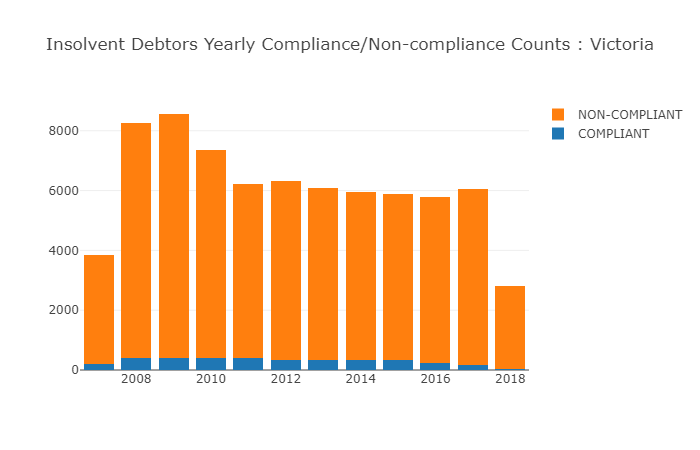 Insolvent Debtors Yearly Compliance/Non-compliance Counts : Victoria
NON-COMPLIANT
COMPLIANT
8000
6000
4000
2000
0
2008 2010 2012 2014 2016 2018